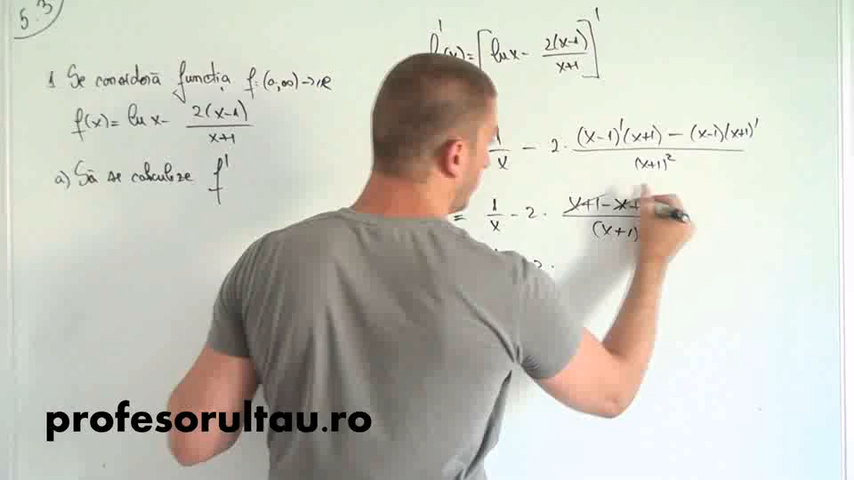 5.3
1 Se consideră funcția f:(0,∞)→ℝ
f(x)=ln x- 2(x-1)/x+1
a) Să se calculeze f'
f'(x)=[ln x- 2(x-1)/x+1]'
1/x - 2· (x-1)'(x+1)-(x-1)(x+1)'/(x+1)²
= 1/x -2· x+1-x+/(x+1)
2·
profesorultau.ro